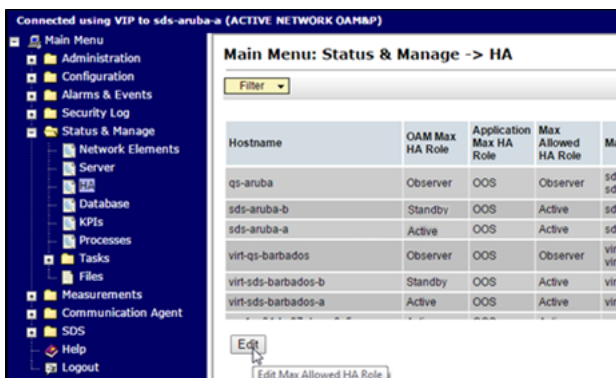 Connected using VIP to sds-aruba-a (ACTIVE NETWORK OAM&P)
Main Menu
Administration
Configuration
Alarms & Events
Security Log
Status & Manage
Network Elements
Server
HA
Database
KPIs
Processes
Tasks
Files
Measurements
Communication Agent
SDS
Help
Logout
Main Menu: Status & Manage -> HA
Filter
Hostname OAM Max HA Role Application Max HA Role Max Allowed HA Role
qs-aruba Observer OOS Observer
sds-aruba-b Standby OOS Active
sds-aruba-a Active OOS Active
virt-qs-barbados Observer OOS Observer
virt-sds-barbados-b Standby OOS Active
virt-sds-barbados-a Active OOS Active
Edit
Edit Max Allowed HA Role